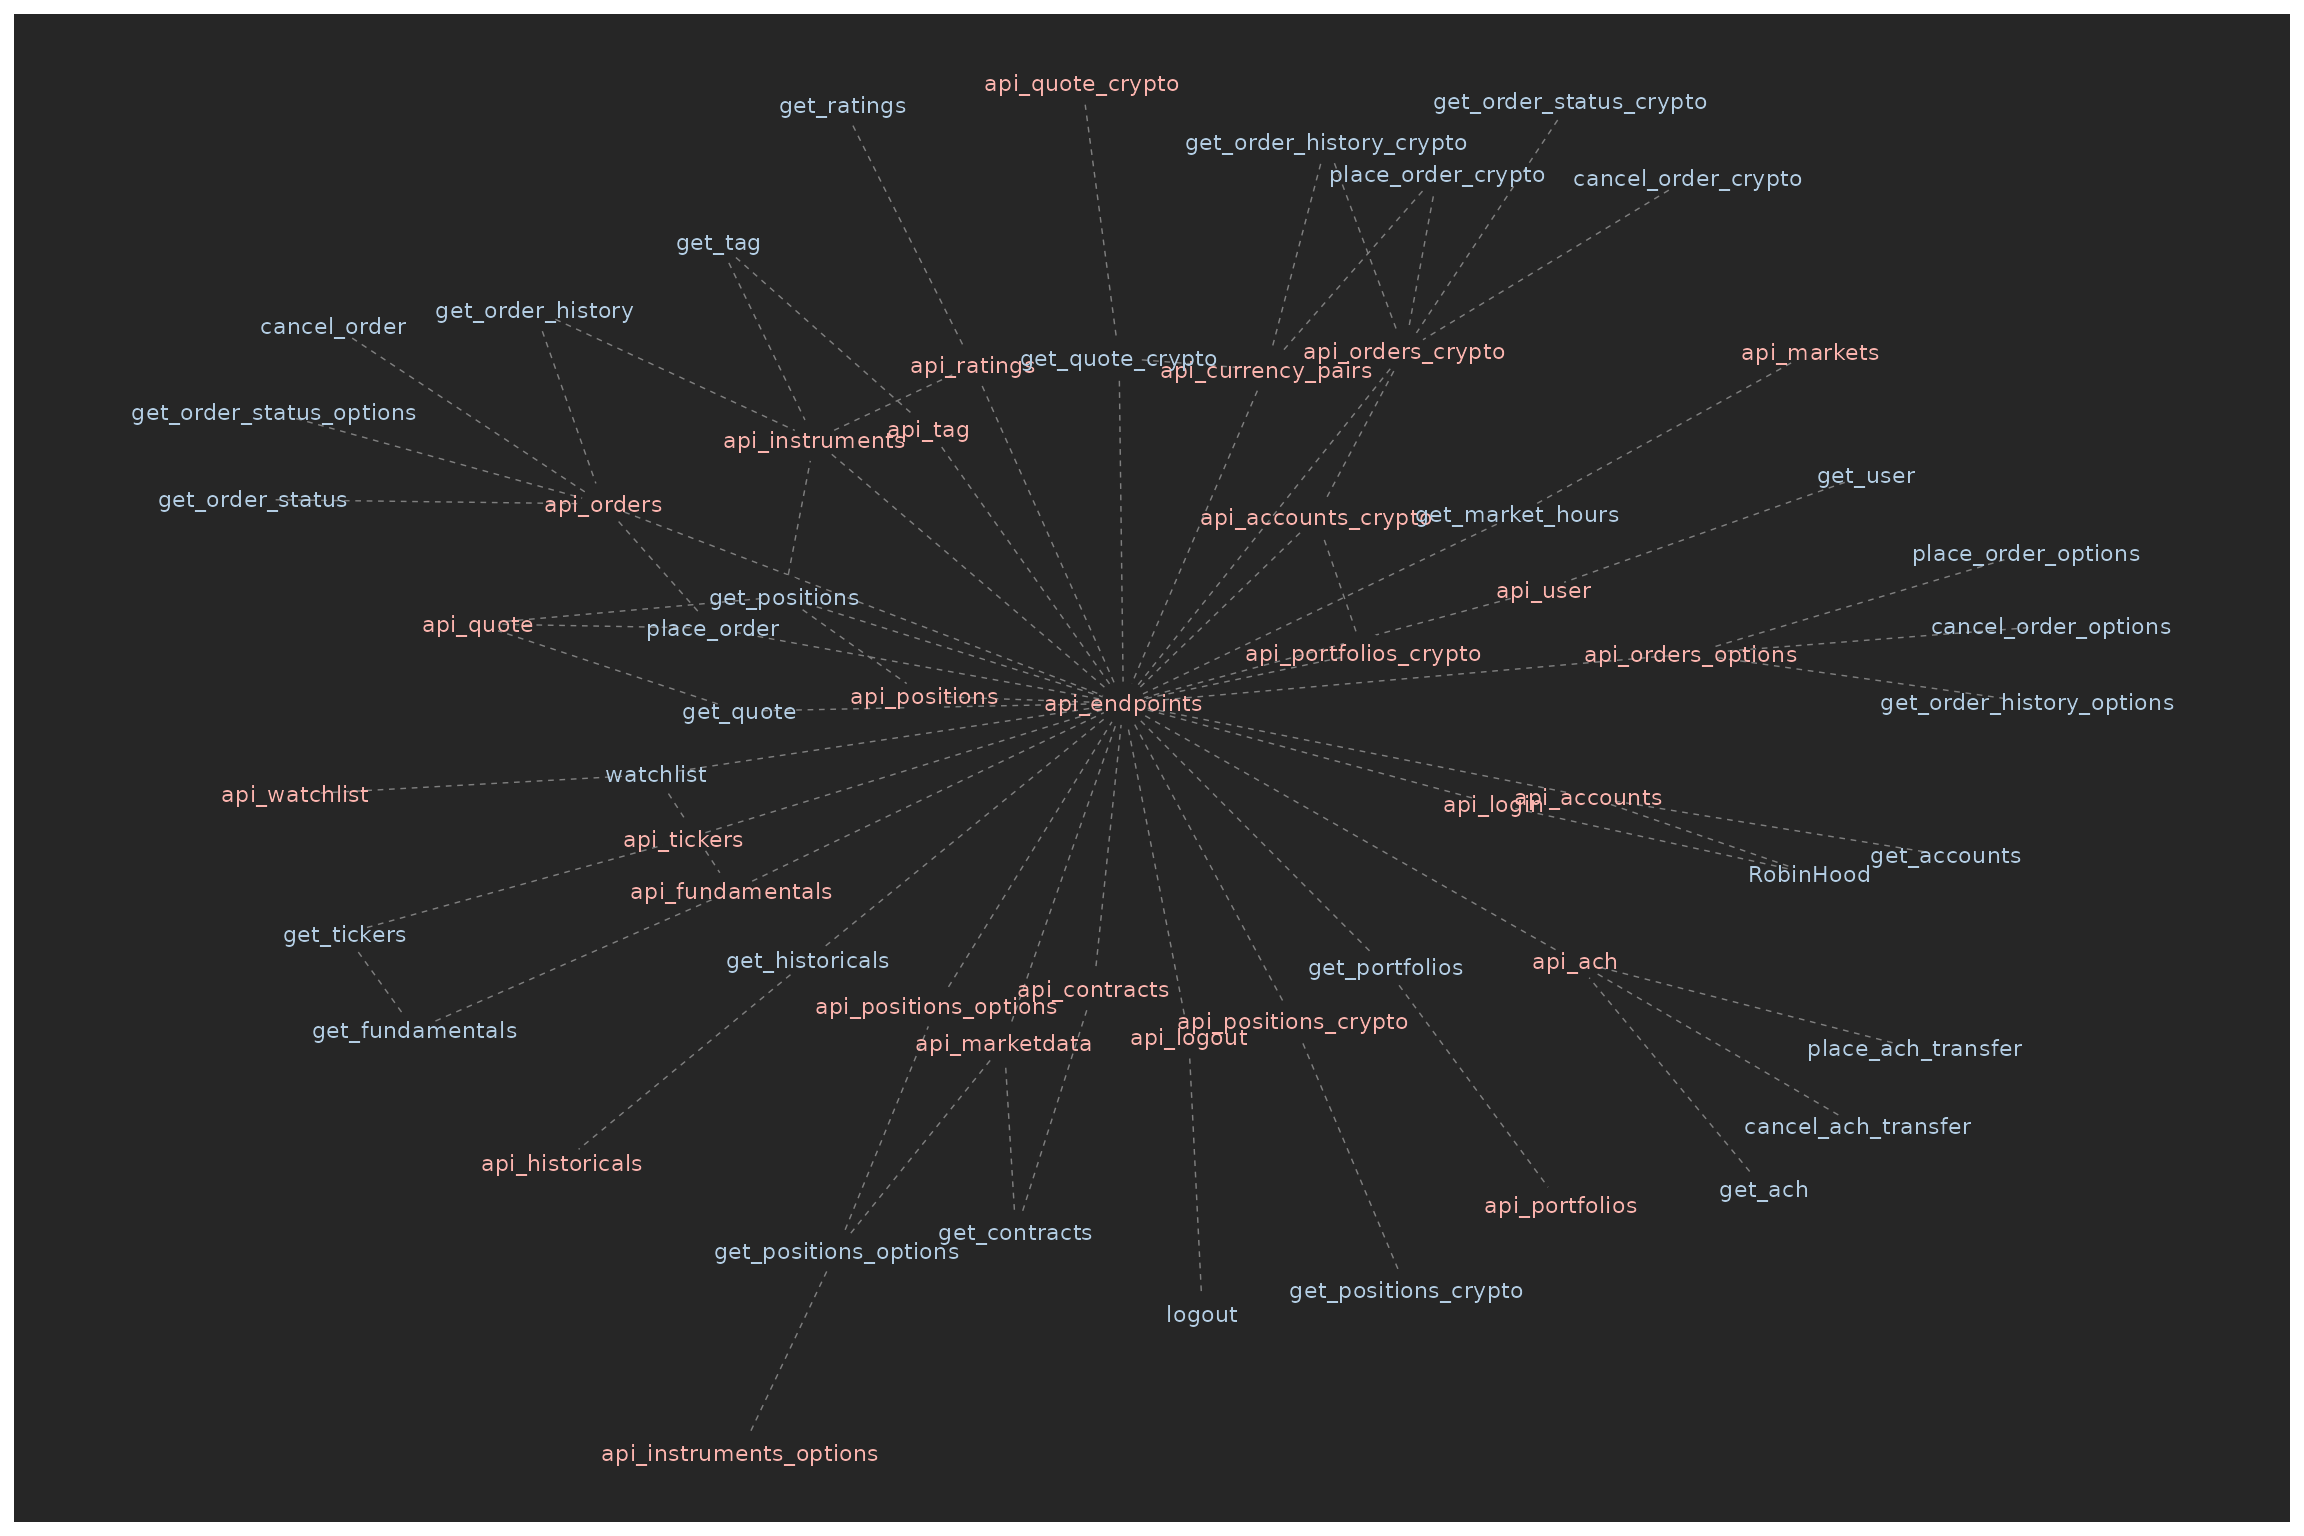 api_quote_crypto
get_ratings
get_order_status_crypto
get_order_history_crypto
place_order_crypto
cancel_order_crypto
get_tag
get_order_history
cancel_order
api_ratings
get_quote_crypto
api_currency_pairs
api_orders_crypto
api_markets
get_order_status_options
api_instruments
api_tag
get_user
get_order_status
api_orders
api_accounts_crypto
get_market_hours
place_order_options
api_user
get_positions
api_quote
place_order
cancel_order_options
api_portfolios_crypto
api_orders_options
api_positions
get_quote
api_endpoints
get_order_history_options
watchlist
api_watchlist
api_login
api_accounts
api_tickers
get_accounts
RobinHood
api_fundamentals
get_tickers
get_historicals
get_portfolios
api_ach
api_contracts
api_positions_options
api_positions_crypto
get_fundamentals
api_marketdata
api_logout
place_ach_transfer
cancel_ach_transfer
api_historicals
get_ach
api_portfolios
get_contracts
get_positions_options
get_positions_crypto
logout
api_instruments_options